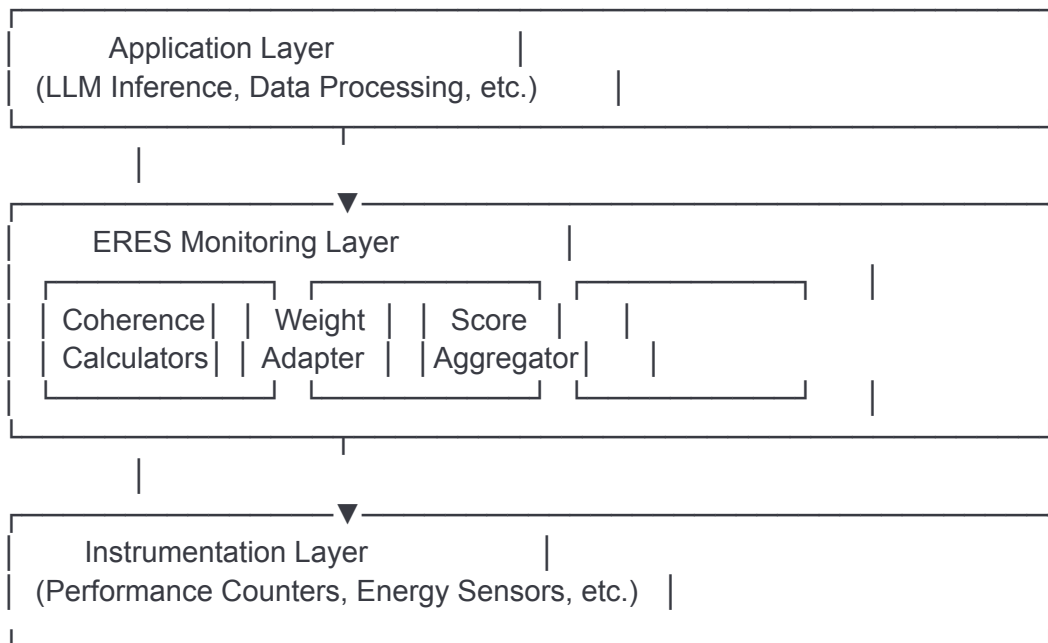 Application Layer
(LLM Inference, Data Processing, etc.)
ERES Monitoring Layer
Coherence Weight Score
Calculators Adapter Aggregator
Instrumentation Layer
(Performance Counters, Energy Sensors, etc.)